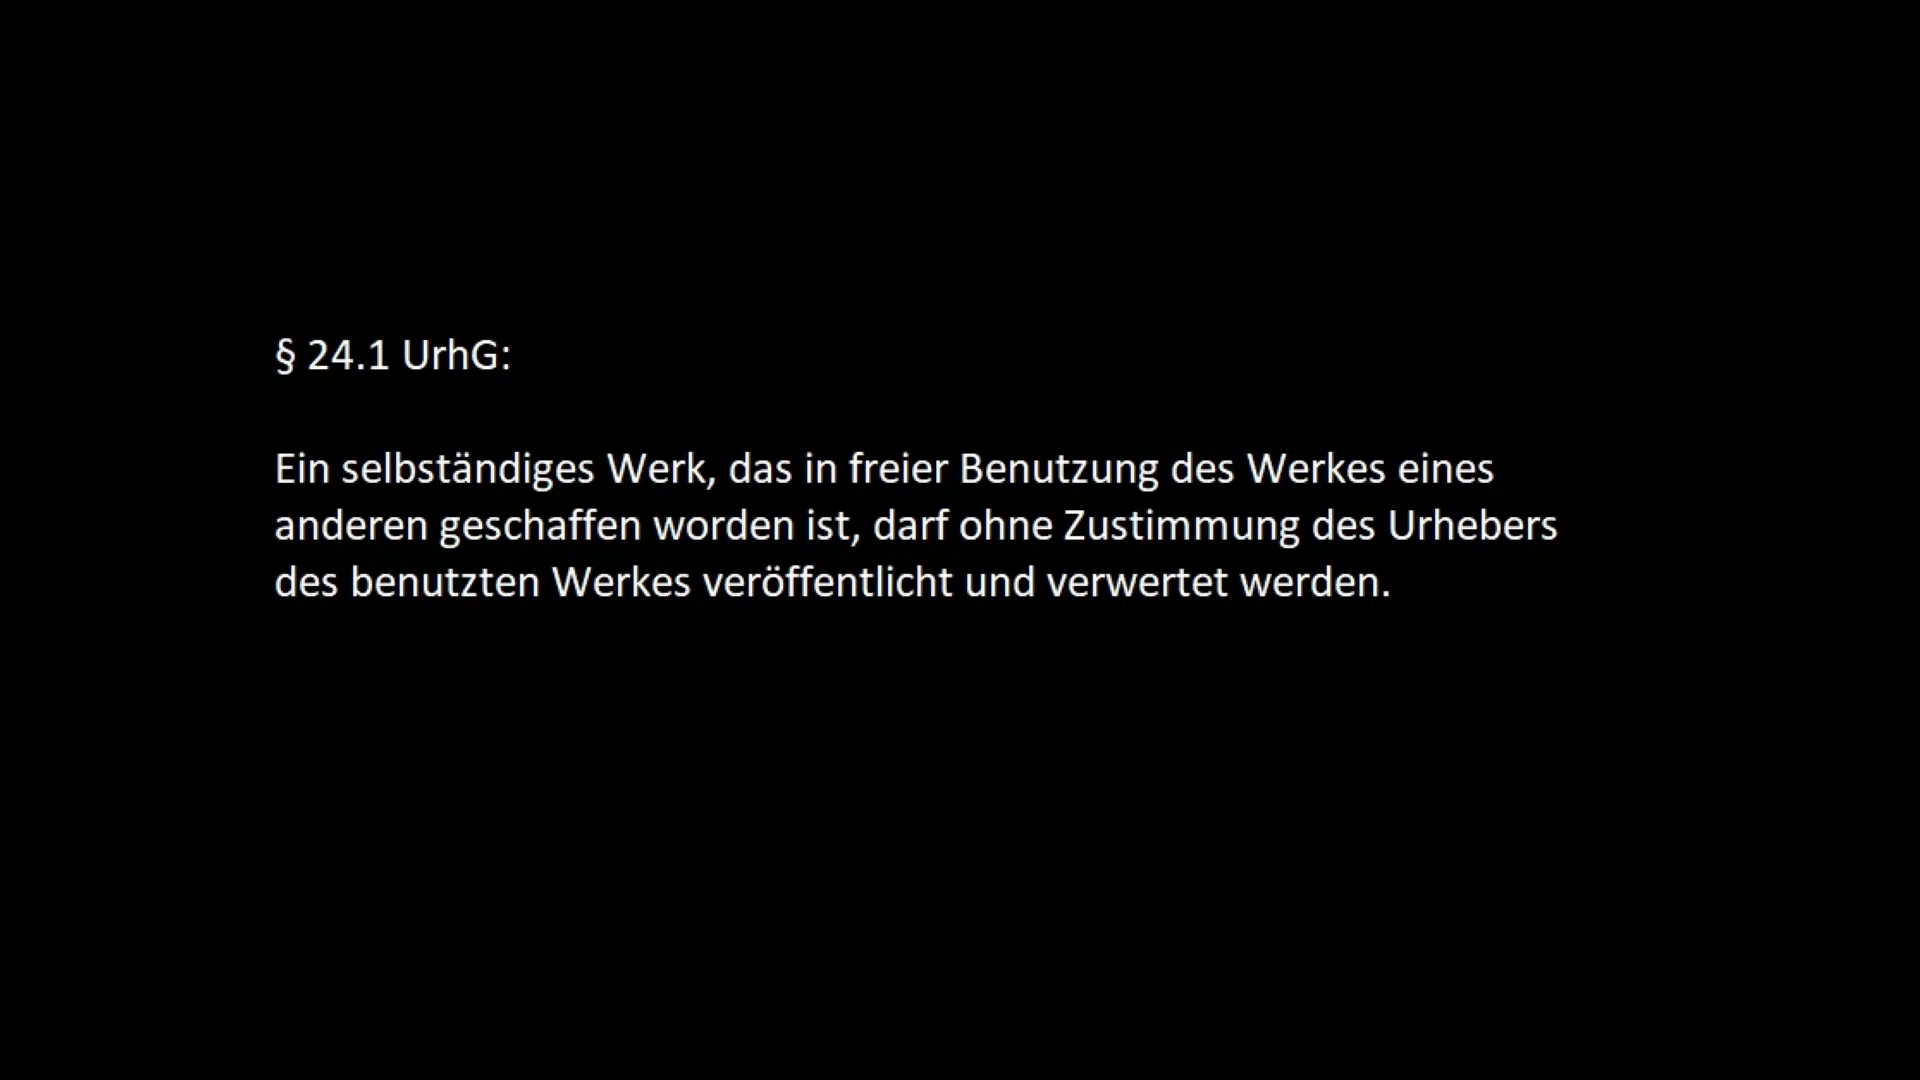 § 24.1 UrhG:
Ein selbständiges Werk, das in freier Benutzung des Werkes eines
anderen geschaffen worden ist, darf ohne Zustimmung des Urhebers
des benutzten Werkes veröffentlicht und verwertet werden.